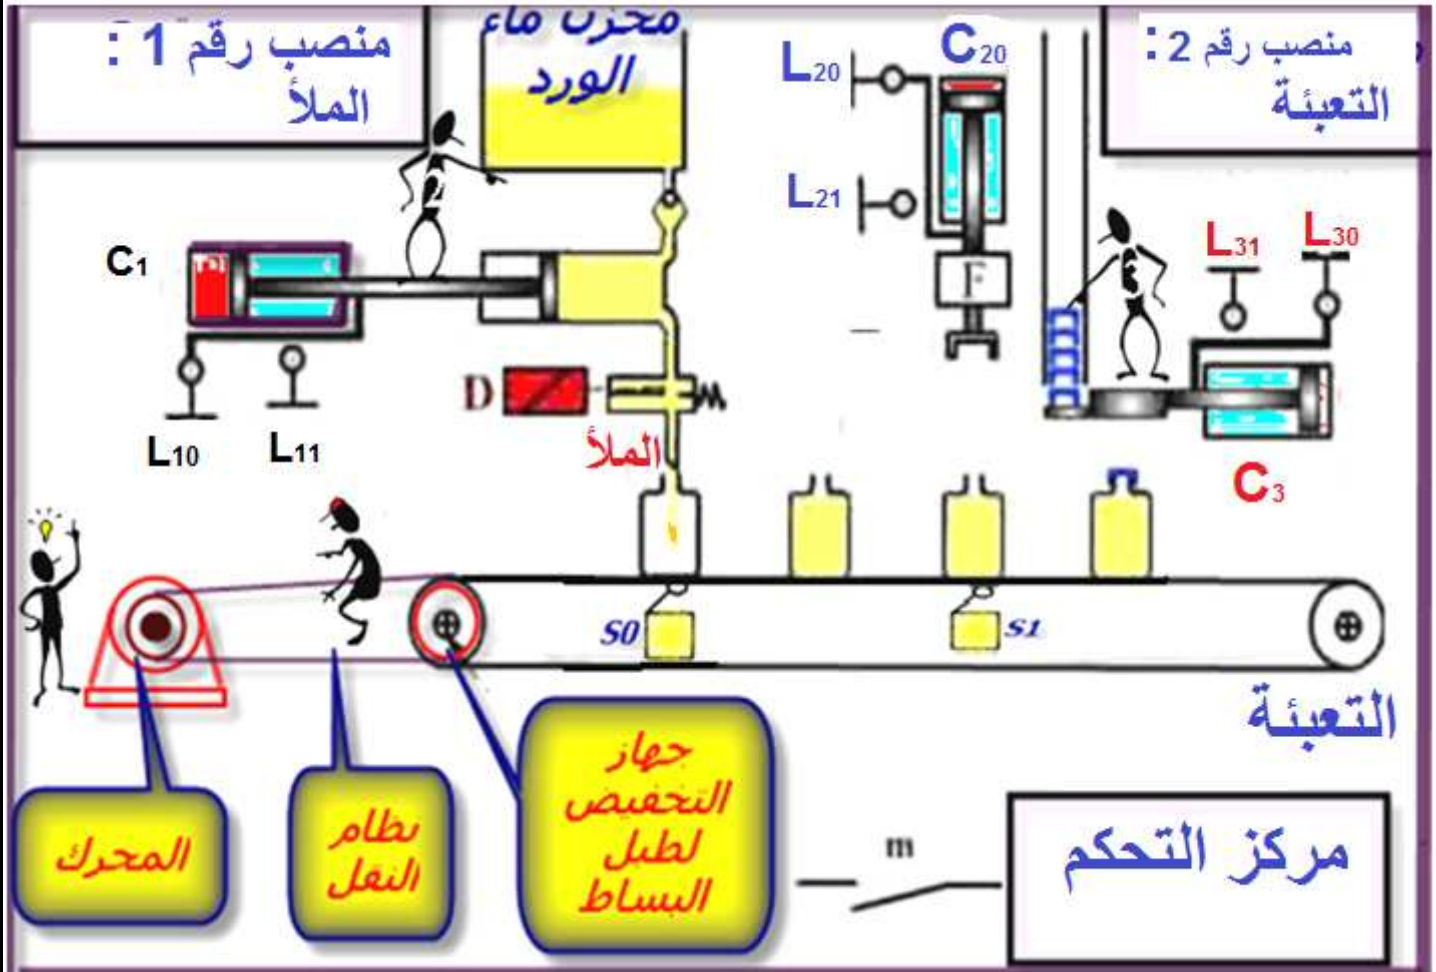 منصب رقم 1 :
الملأ
مخزن ماء
الورد
C20
L20
L21
منصب رقم 2 :
التعبئة
2
C1
F
L31
L30
L10
L11
D
الملأ
C3
S0
S1
التعبئة
المحرك
نظام
النقل
جهاز
التخفيض
لطبل
البساط
m
مركز التحكم